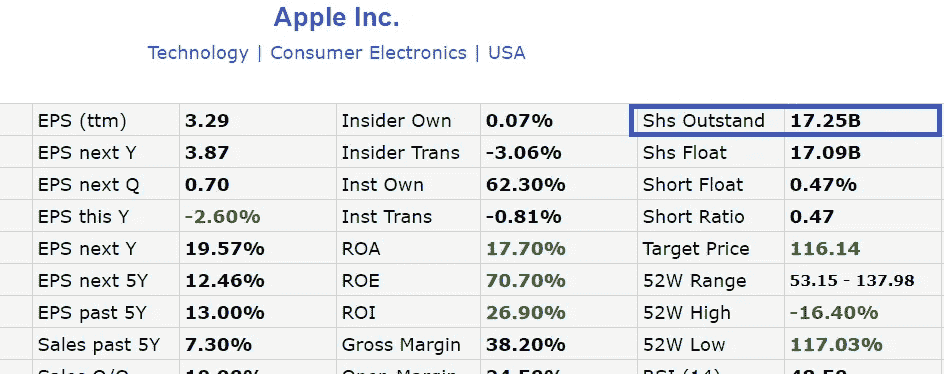 Apple Inc.
Technology | Consumer Electronics | USA
EPS (ttm) 3.29 Insider Own 0.07% Shs Outstand 17.25B
EPS next Y 3.87 Insider Trans -3.06% Shs Float 17.09B
EPS next Q 0.70 Inst Own 62.30% Short Float 0.47%
EPS this Y -2.60% Inst Trans -0.81% Short Ratio 0.47
EPS next Y 19.57% ROA 17.70% Target Price 116.14
EPS next 5Y 12.46% ROE 70.70% 52W Range 53.15 - 137.98
EPS past 5Y 13.00% ROI 26.90% 52W High -16.40%
Sales past 5Y 7.30% Gross Margin 38.20% 52W Low 117.03%